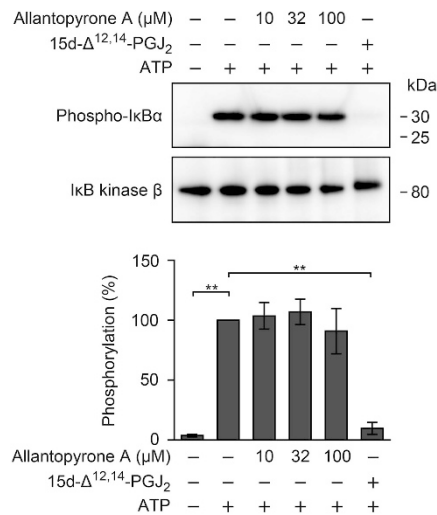 Allantopyrone A (μM) – – 10 32 100 –
15d-Δ12,14-PGJ2 – – – – – +
ATP – + + + + +
kDa
Phospho-IκBα
30
25
IκB kinase β
80
Phosphorylation (%)
150
100
50
0
**
**
Allantopyrone A (μM) – – 10 32 100 –
15d-Δ12,14-PGJ2 – – – – – +
ATP – + + + + +